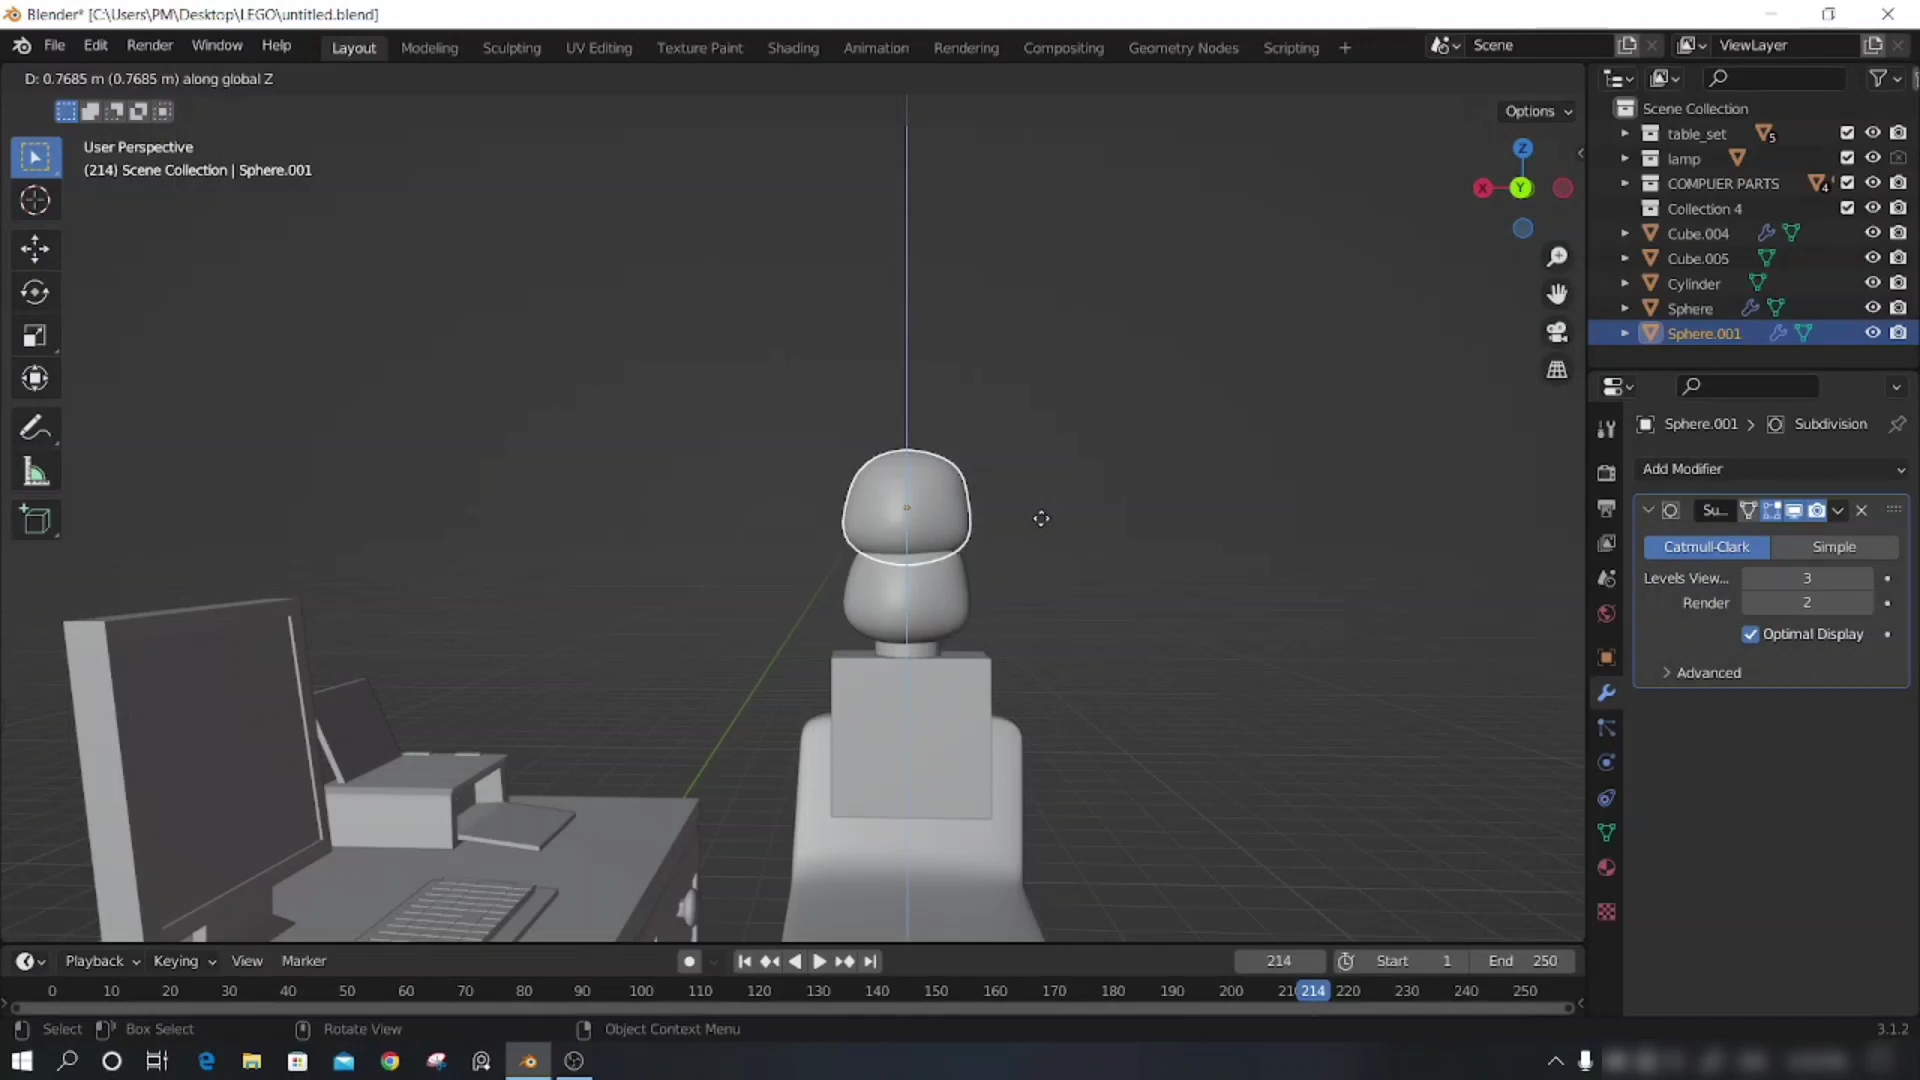 Blender* [C:\Users\PM\Desktop\LEGO\untitled.blend]
File Edit Render Window Help Layout Modeling Sculpting UV Editing Texture Paint Shading Animation Rendering Compositing Geometry Nodes Scripting + Scene ViewLayer
D: 0.7685 m (0.7685 m) along global Z
Options
User Perspective
(214) Scene Collection | Sphere.001
Z
X
Y
Scene Collection
table_set 5
lamp
COMPUER PARTS 4
Collection 4
Cube.004
Cube.005
Cylinder
Sphere
Sphere.001
Sphere.001 > Subdivision
Add Modifier
Su...
Catmull-Clark Simple
Levels View... 3
Render 2
Optimal Display
Advanced
Playback Keying View Marker 214 Start 1 End 250
0 10 20 30 40 50 60 70 80 90 100 110 120 130 140 150 160 170 180 190 200 214 220 230 240 250
Select Box Select Rotate View Object Context Menu 3.1.2